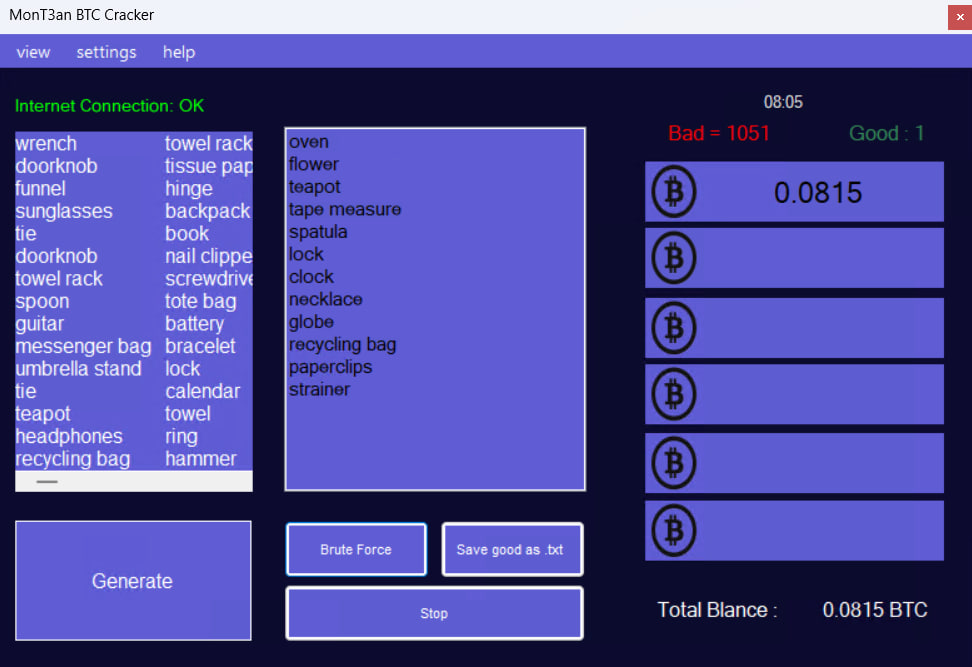 MonT3an BTC Cracker
view settings help
Internet Connection: OK
wrench towel rack
doorknob tissue pap
funnel hinge
sunglasses backpack
tie book
doorknob nail clippe
towel rack screwdrive
spoon tote bag
guitar battery
messenger bag bracelet
umbrella stand lock
tie calendar
teapot towel
headphones ring
recycling bag hammer
Generate
oven
flower
teapot
tape measure
spatula
lock
clock
necklace
globe
recycling bag
paperclips
strainer
Brute Force Save good as .txt
Stop
08:05
Bad = 1051 Good : 1
0.0815
Total Blance : 0.0815 BTC